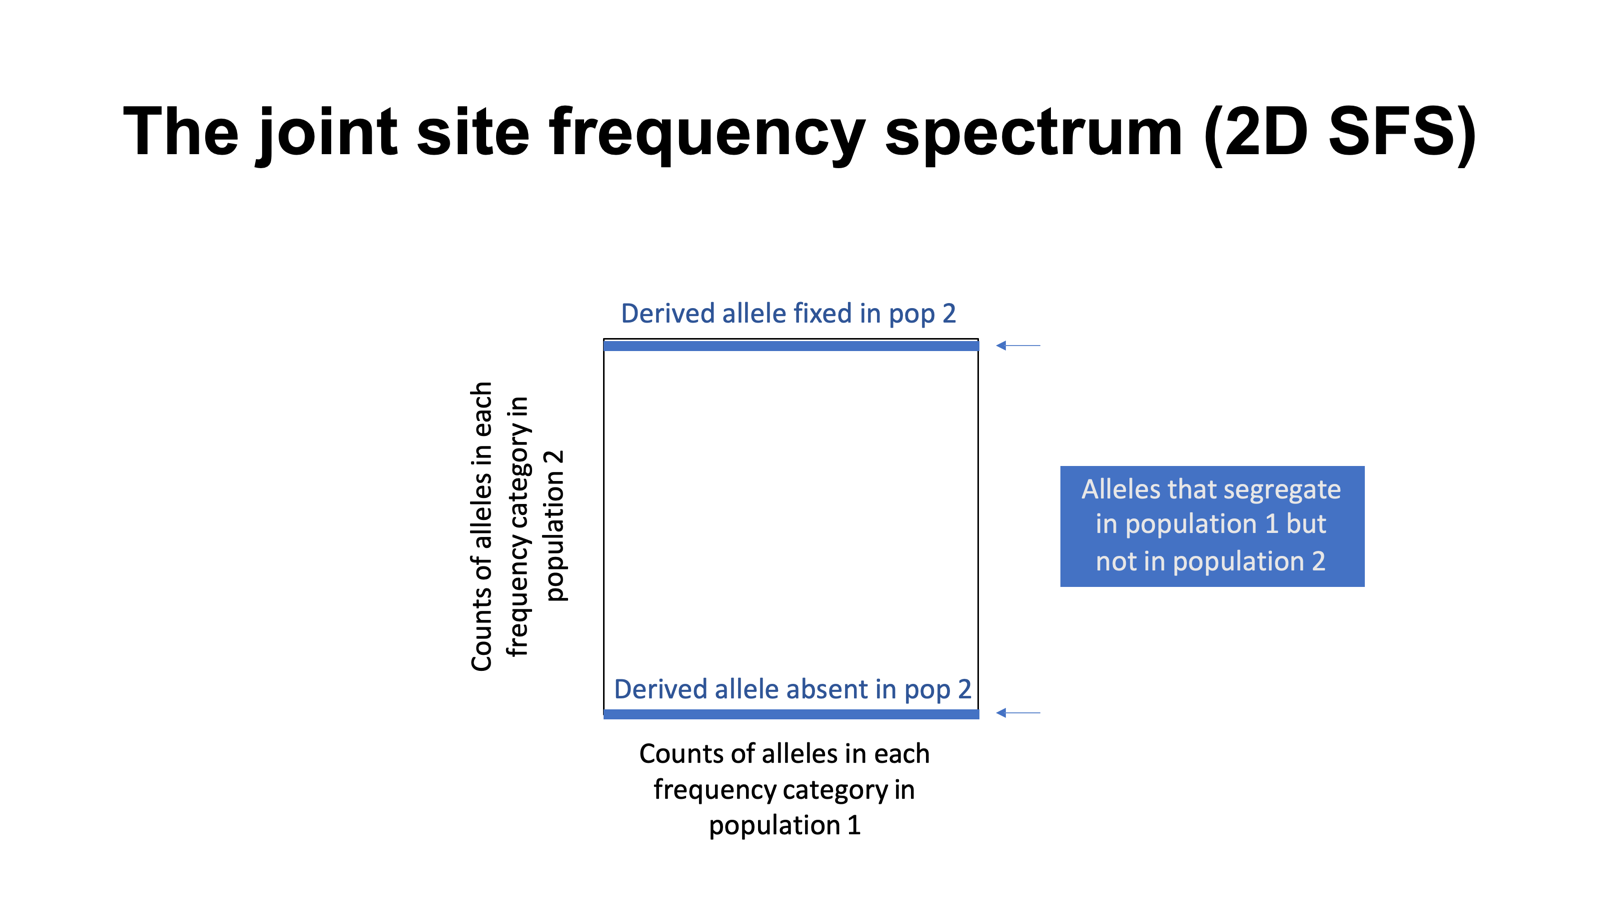 The joint site frequency spectrum (2D SFS)
Derived allele fixed in pop 2
Counts of alleles in each
frequency category in
population 2
Alleles that segregate
in population 1 but
not in population 2
Derived allele absent in pop 2
Counts of alleles in each
frequency category in
population 1